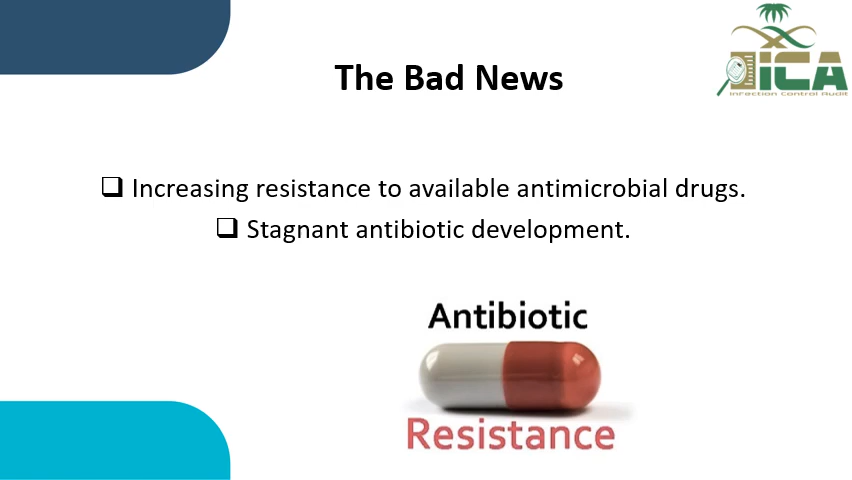 iCA
Infection Control Audit
The Bad News
❑ Increasing resistance to available antimicrobial drugs.
❑ Stagnant antibiotic development.
Antibiotic
Resistance